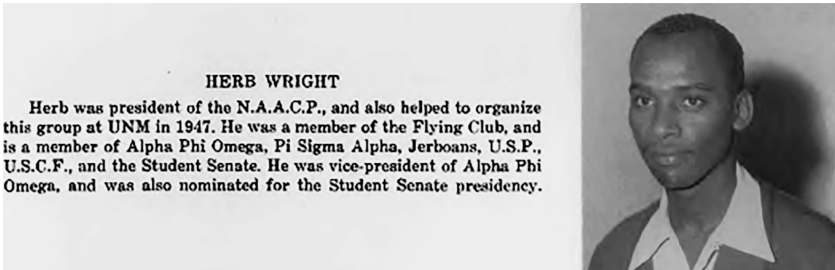 HERB WRIGHT
Herb was president of the N.A.A.C.P., and also helped to organize
this group at UNM in 1947. He was a member of the Flying Club, and
is a member of Alpha Phi Omega, Pi Sigma Alpha, Jerboans, U.S.P.,
U.S.C.F., and the Student Senate. He was vice-president of Alpha Phi
Omega, and was also nominated for the Student Senate presidency.